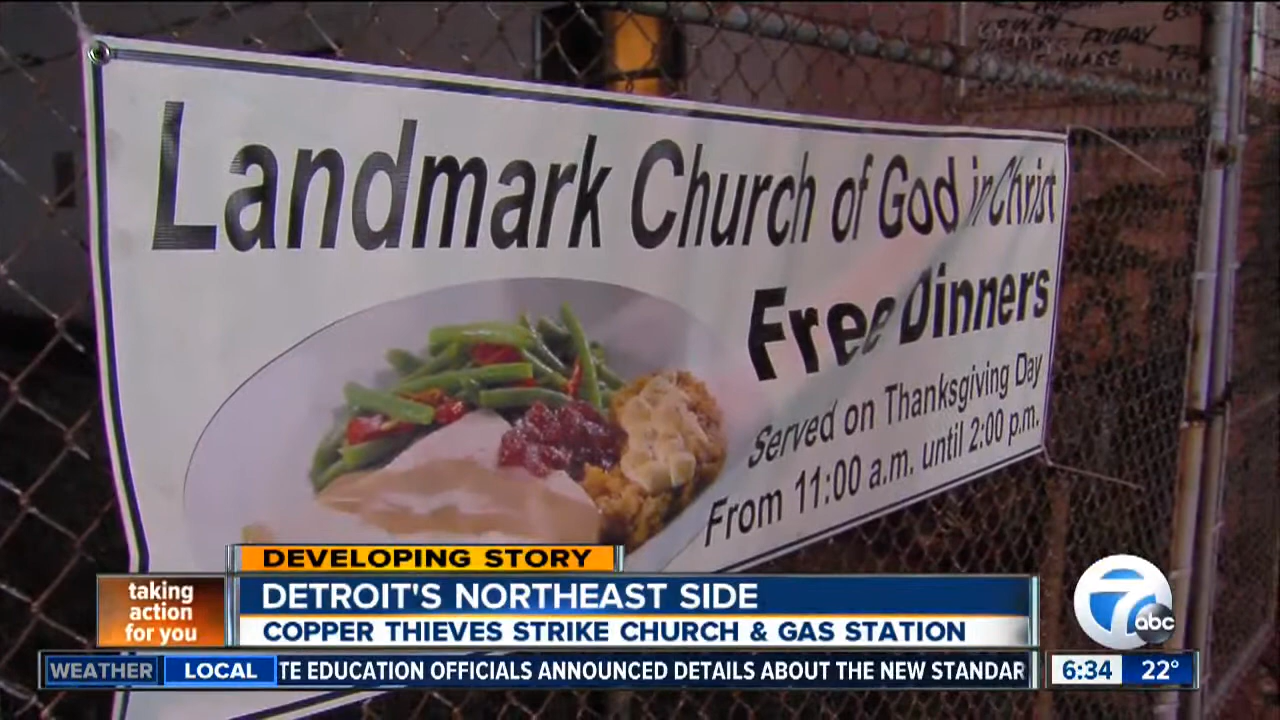 FRIDAY
Landmark Church of God in Christ
Free Dinners
Served on Thanksgiving Day
From 11:00 a.m. until 2:00 p.m.
DEVELOPING STORY
taking
action
for you
DETROIT'S NORTHEAST SIDE
COPPER THIEVES STRIKE CHURCH & GAS STATION
7
abc
WEATHER LOCAL TE EDUCATION OFFICIALS ANNOUNCED DETAILS ABOUT THE NEW STANDAR 6:34 22°